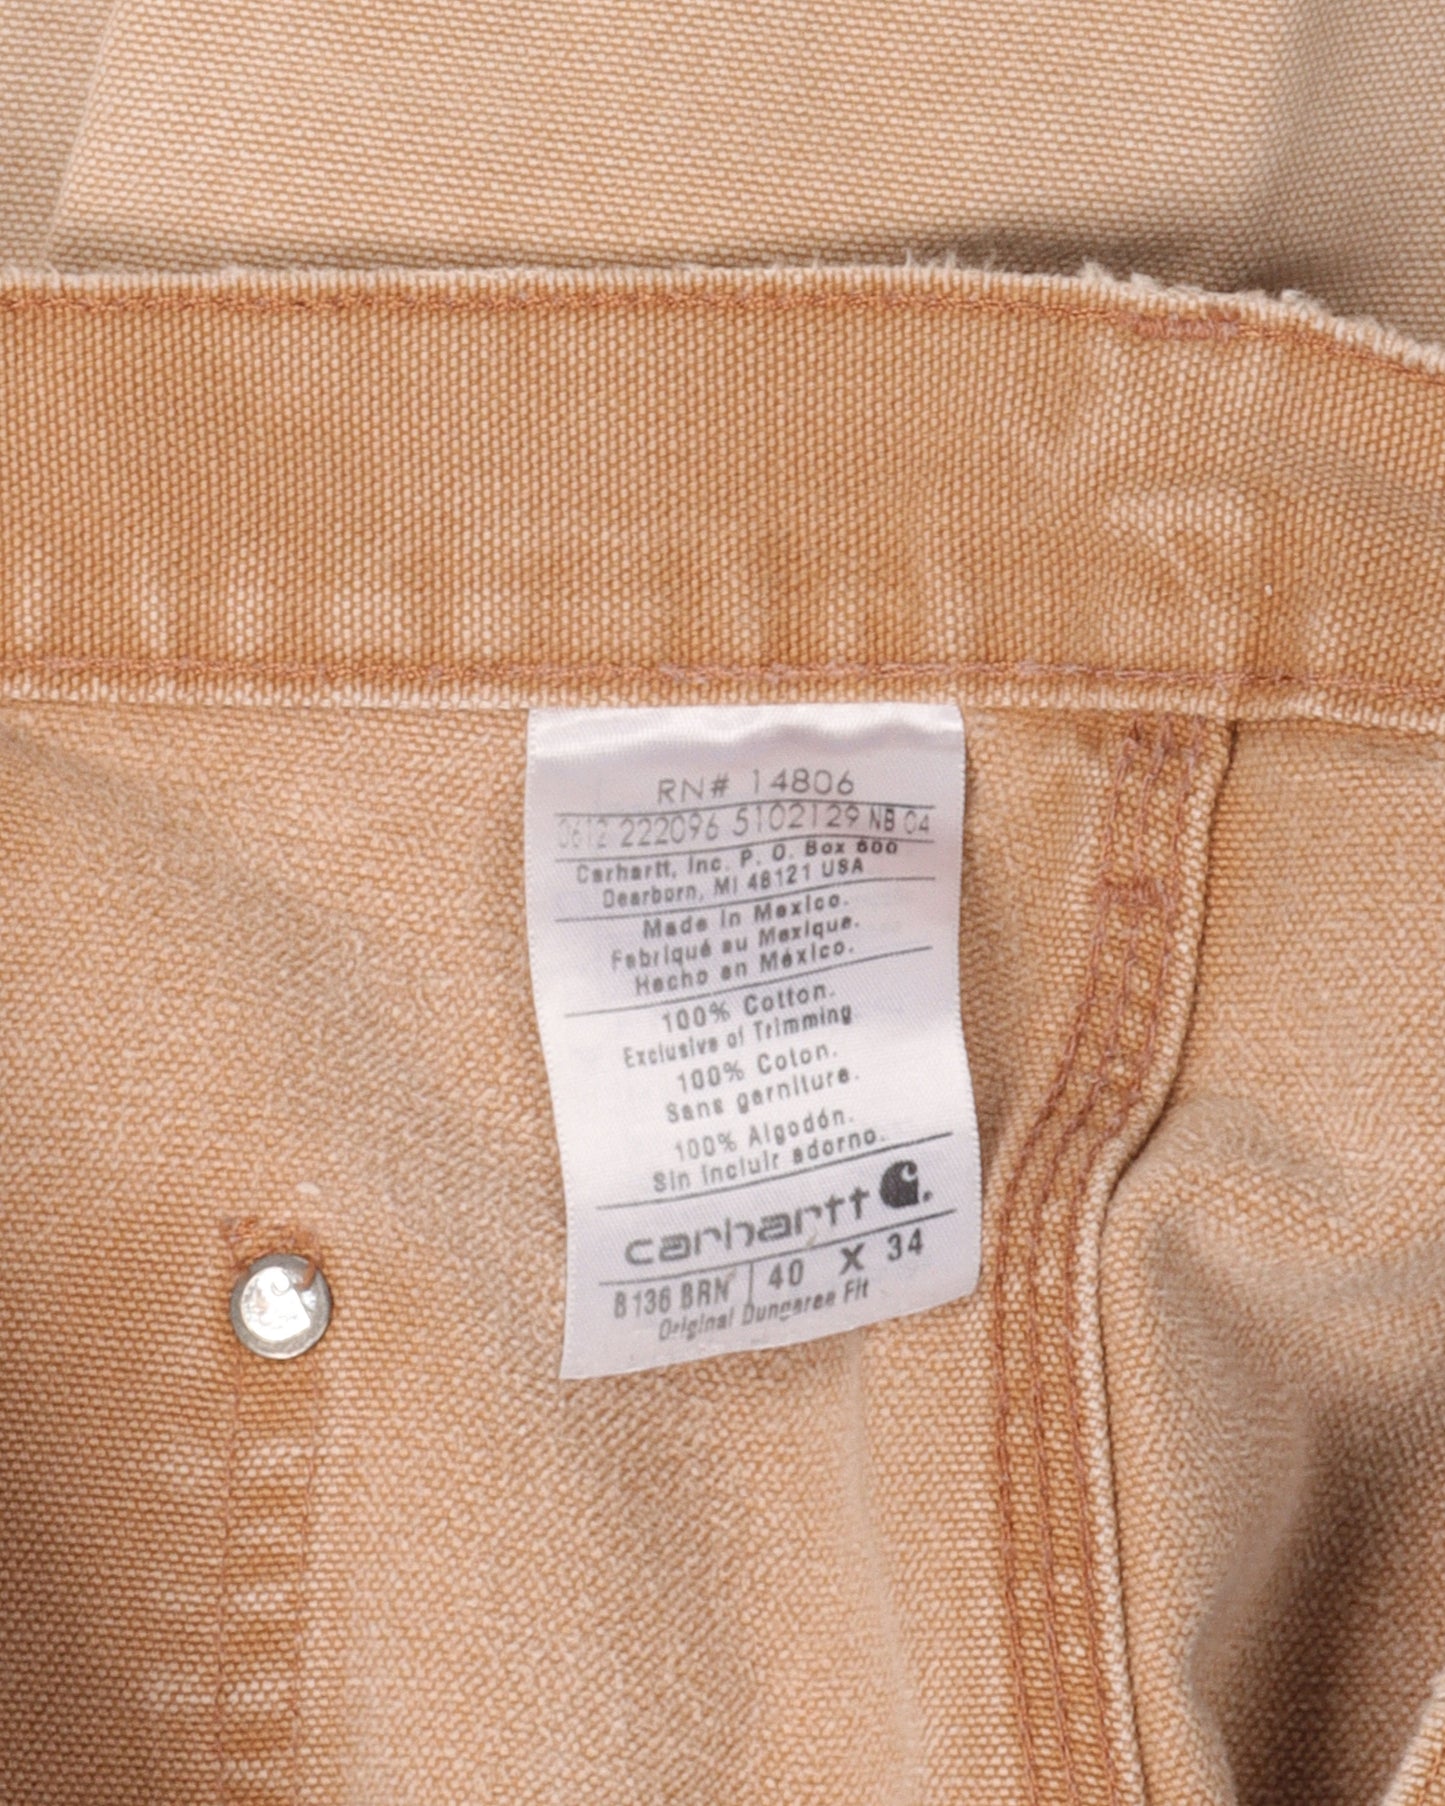 RN# 14806
3612 222096 5102129 NB 04
Carhartt, Inc. P. O. Box 600
Dearborn, MI 48121 USA
Made in Mexico.
Fabriqué au Mexique.
Hecho en México.
100% Cotton.
Exclusive of Trimming
100% Coton.
Sans garniture.
100% Algodón.
Sin incluir adorno.
carhartt
B136 BRN 40 X 34
Original Dungaree Fit